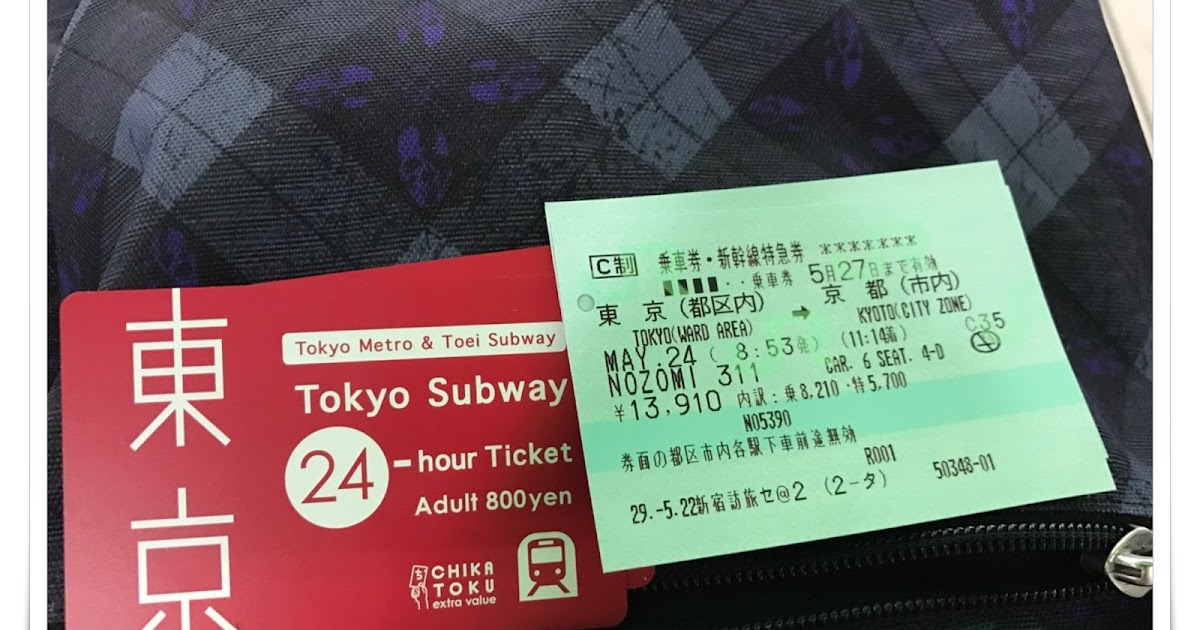 東
京
Tokyo Metro & Toei Subway
Tokyo Subway
24-hour Ticket
Adult 800yen
CHIKA
TOKU
extra value
C制 乗車券・新幹線特急券 *******
・・乗車券 5月27日まで有効
東 京(都区内) → 京 都(市内)
TOKYO(WARD AREA) KYOTO(CITY ZONE)
MAY.24 ( 8:53発) (11:14着) C35
NOZOMI 311 CAR. 6 SEAT. 4-D
¥13,910 内訳:乗8,210・特5,700
NO5390
券面の都区市内各駅下車前途無効
R001
29.-5.22新宿訪旅セ@2 (2-タ) 50348-01